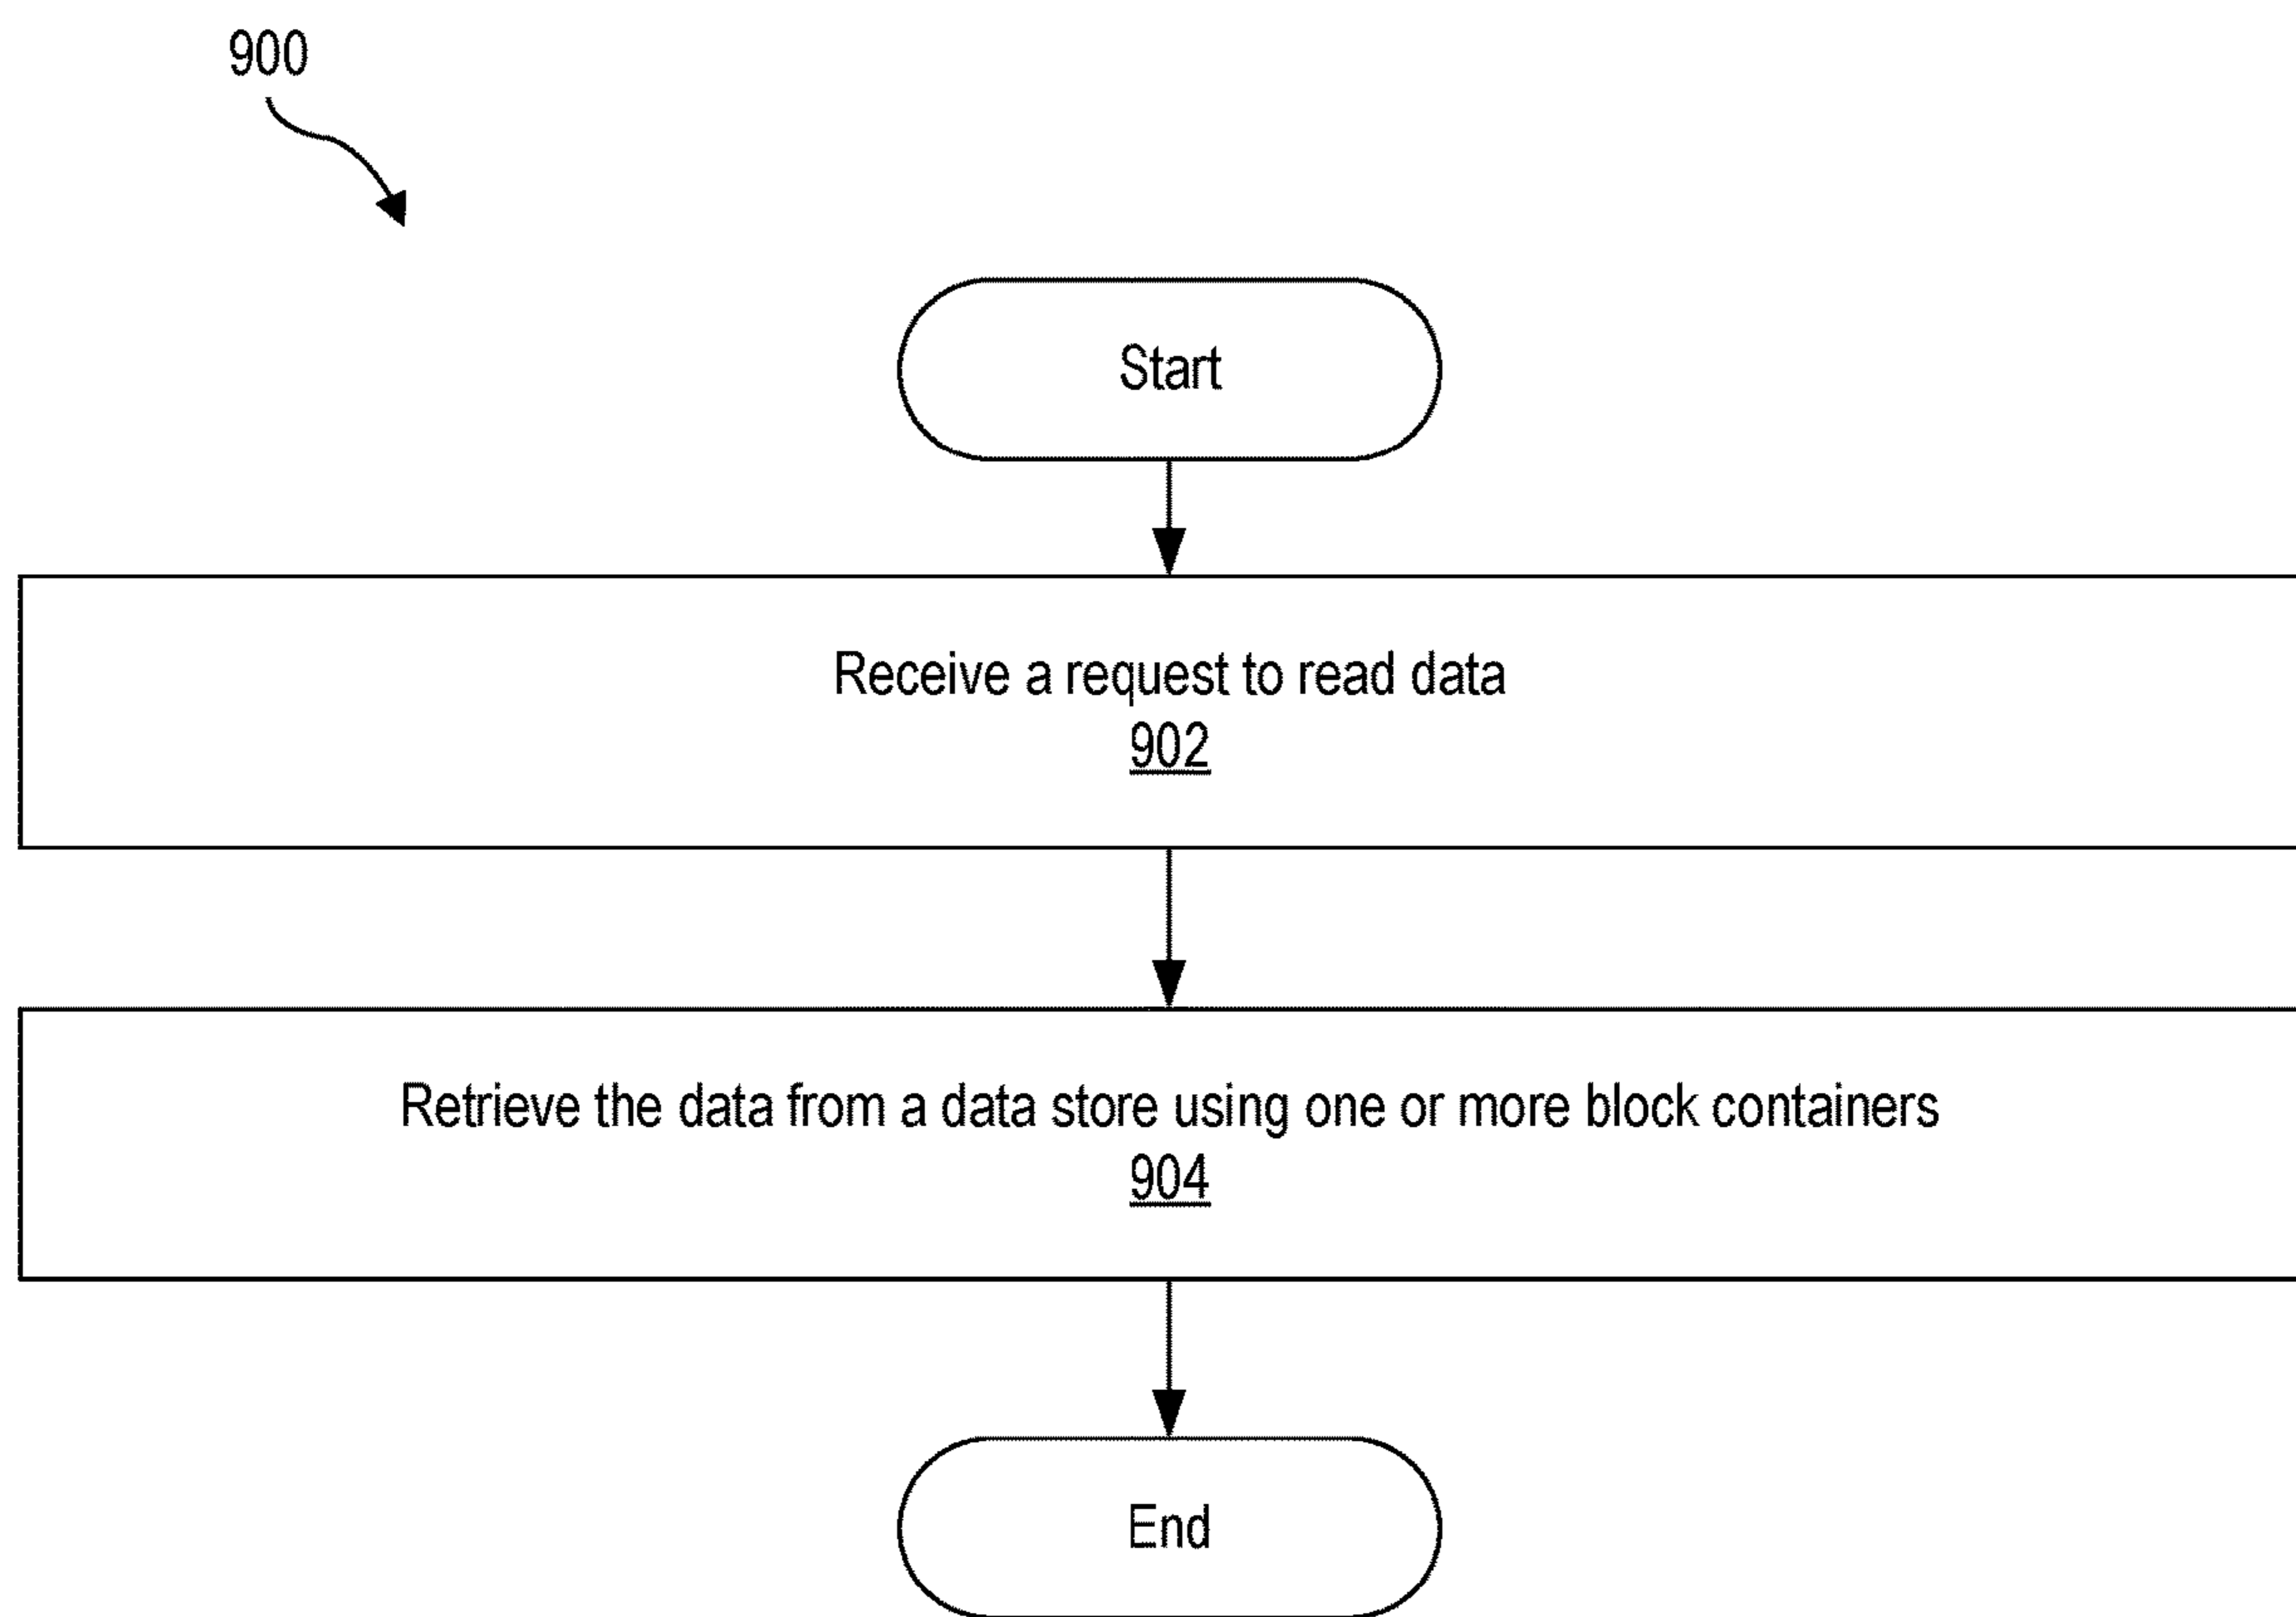 900
Start
Receive a request to read data
902
Retrieve the data from a data store using one or more block containers
904
End